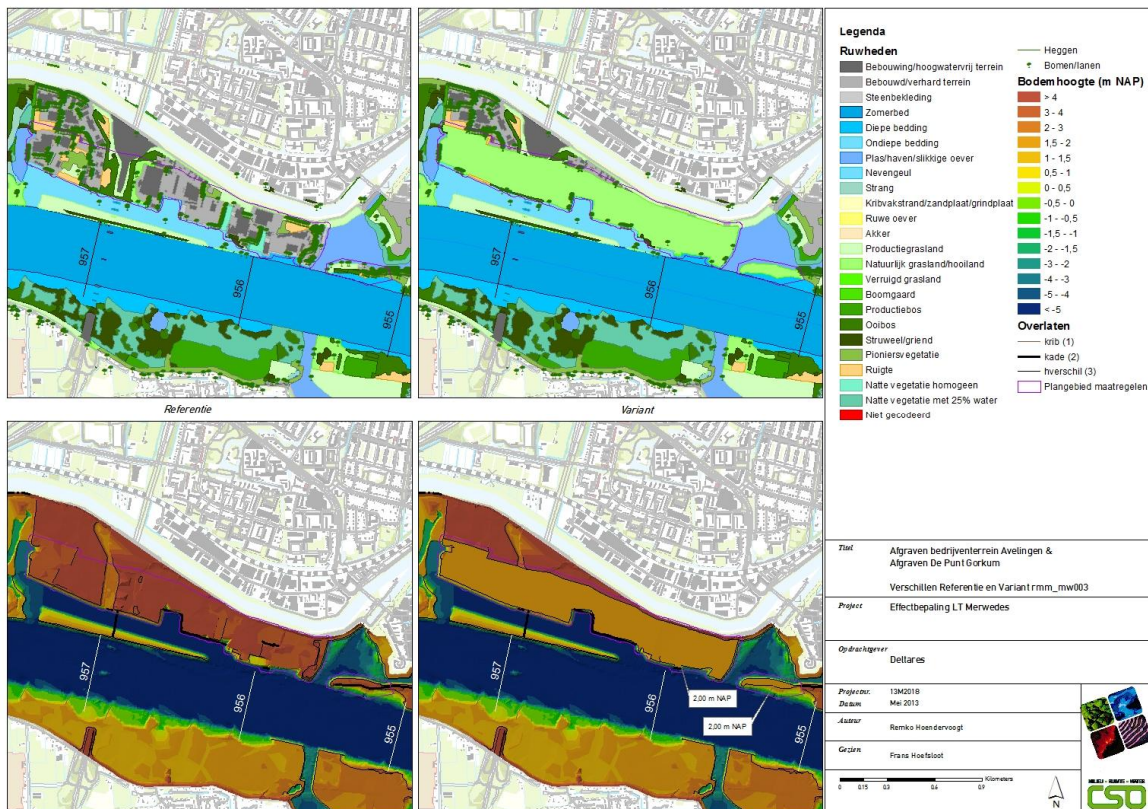 957
956
955
957
956
955
Referentie
Variant
957
956
955
957
956
955
2,00 m NAP
2,00 m NAP
Legenda
Ruwheden
Bebouwing/hoogwatervrij terrein
Bebouwd/verhard terrein
Steenbekleding
Zomerbed
Diepe bedding
Ondiepe bedding
Plas/haven/slikkige oever
Nevengeul
Strang
Kribvakstrand/zandplaat/grindplaat
Ruwe oever
Akker
Productiegrasland
Natuurlijk grasland/hooiland
Verruigd grasland
Boomgaard
Productiebos
Ooibos
Struweel/griend
Pioniersvegetatie
Ruigte
Natte vegetatie homogeen
Natte vegetatie met 25% water
Niet gecodeerd
Heggen
Bomen/lanen
Bodemhoogte (m NAP)
> 4
3 - 4
2 - 3
1,5 - 2
1 - 1,5
0,5 - 1
0 - 0,5
-0,5 - 0
-1 - -0,5
-1,5 - -1
-2 - -1,5
-3 - -2
-4 - -3
-5 - -4
< -5
Overlaten
krib (1)
kade (2)
hverschil (3)
Plangebied maatregelen
Titel
Afgraven bedrijventerrein Avelingen &
Afgraven De Punt Gorkum
Verschillen Referentie en Variant rmm_mw003
Project
Effectbepaling LT Merwedes
Opdrachtgever
Deltares
Projectnr.
13M2018
Datum
Mei 2013
Auteur
Remko Hoendervoogt
Gezien
Frans Hoefsloot
Kilometers
0 0,15 0,3 0,6 0,9
N
MILIEU - RUIMTE - WATER
CSO